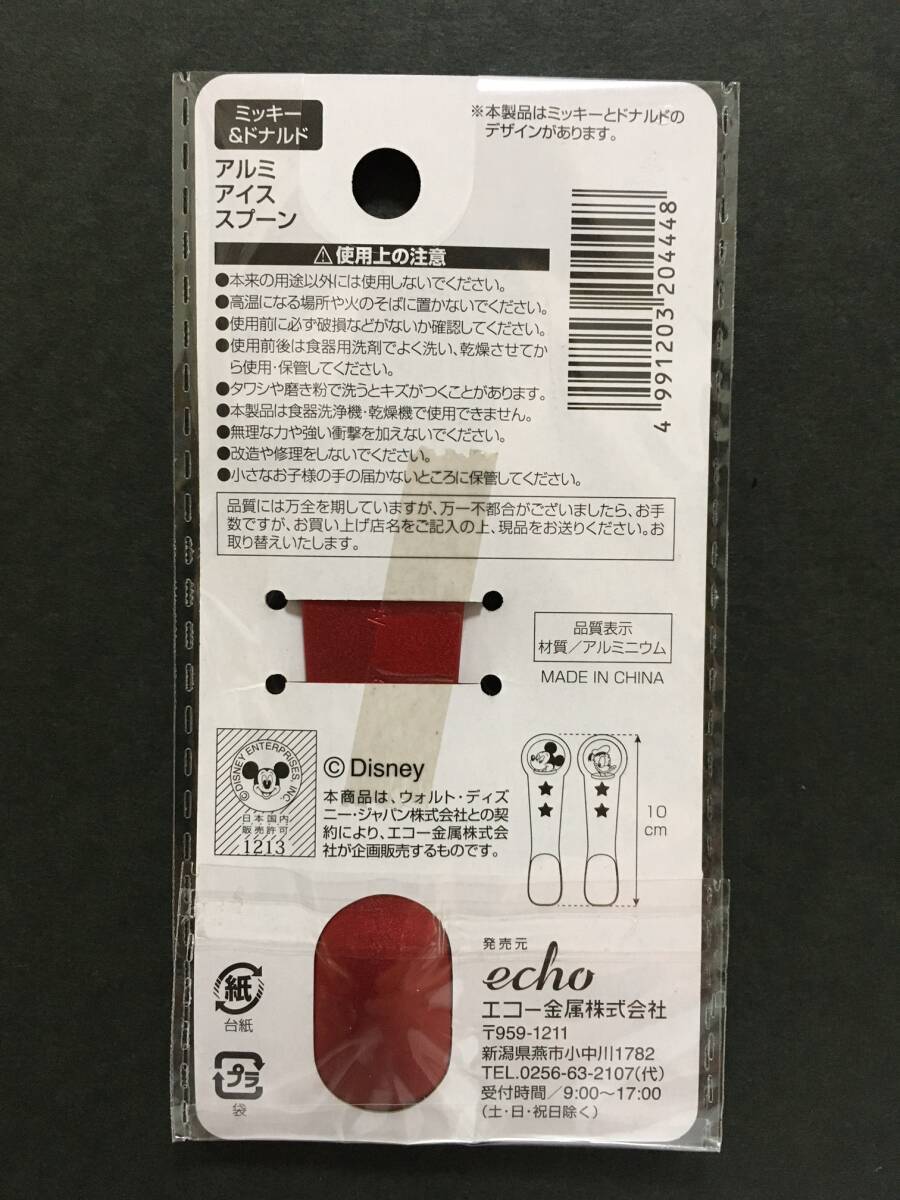 ミッキー
&ドナルド
※本製品はミッキーとドナルドの
デザインがあります。
アルミ
アイス
スプーン
4 991203 204448
⚠使用上の注意
●本来の用途以外には使用しないでください。
●高温になる場所や火のそばに置かないでください。
●使用前に必ず破損などがないか確認してください。
●使用前後は食器用洗剤でよく洗い、乾燥させてか
ら使用・保管してください。
●タワシや磨き粉で洗うとキズがつくことがあります。
●本製品は食器洗浄機・乾燥機で使用できません。
●無理な力や強い衝撃を加えないでください。
●改造や修理をしないでください。
●小さなお子様の手の届かないところに保管してください。
品質には万全を期していますが、万一不都合がございましたら、お手
数ですが、お買い上げ店名をご記入の上、現品をお送りください。お
取り替えいたします。
品質表示
材質／アルミニウム
MADE IN CHINA
©DISNEY ENTERPRISES, INC.
日本国内
販売許可
1213
© Disney
本商品は、ウォルト・ディズ
ニー・ジャパン株式会社との契
約により、エコー金属株式会
社が企画販売するものです。
10
cm
発売元
echo
エコー金属株式会社
〒959-1211
新潟県燕市小中川1782
TEL.0256-63-2107(代)
受付時間／9:00〜17:00
(土・日・祝日除く)
紙
台紙
プラ
袋